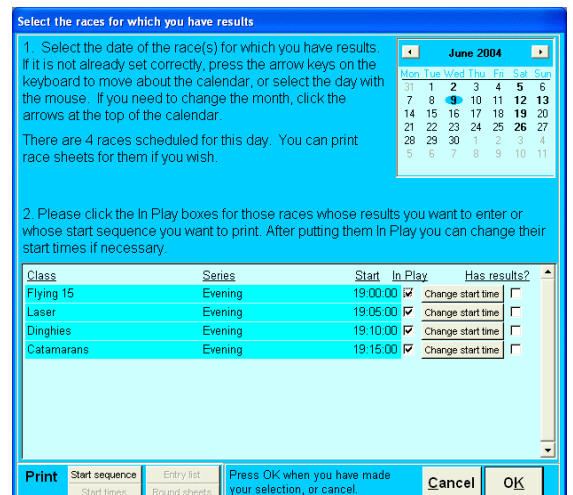 Select the races for which you have results
1. Select the date of the race(s) for which you have results.
If it is not already set correctly, press the arrow keys on the
keyboard to move about the calendar, or select the day with
the mouse. If you need to change the month, click the
arrows at the top of the calendar.
There are 4 races scheduled for this day. You can print
race sheets for them if you wish.
June 2004
Mon Tue Wed Thu Fri Sat Sun
31 1 2 3 4 5 6
7 8 9 10 11 12 13
14 15 16 17 18 19 20
21 22 23 24 25 26 27
28 29 30 1 2 3 4
5 6 7 8 9 10 11
2. Please click the In Play boxes for those races whose results you want to enter or
whose start sequence you want to print. After putting them In Play you can change their
start times if necessary.
Class Series Start In Play Has results?
Flying 15 Evening 19:00:00 Change start time
Laser Evening 19:05:00 Change start time
Dinghies Evening 19:10:00 Change start time
Catamarans Evening 19:15:00 Change start time
Print Start sequence Entry list Press OK when you have made Cancel OK
Start times Round sheets your selection, or cancel.